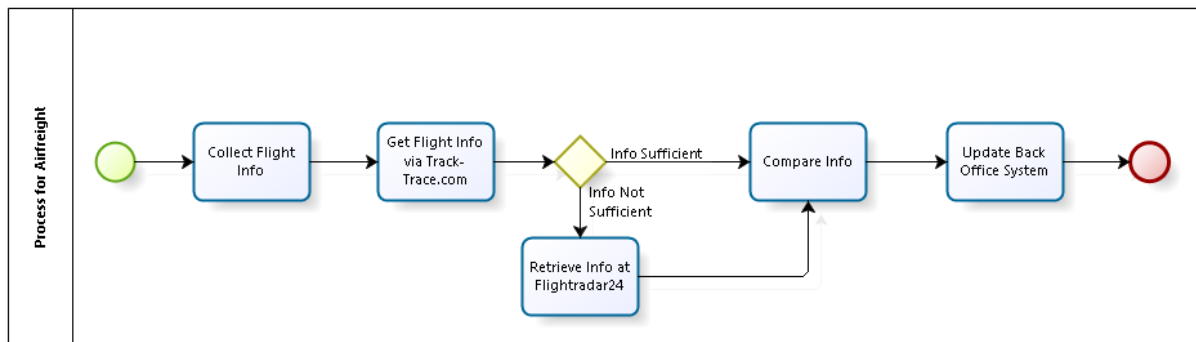 Process for Airfreight
Collect Flight
Info
Get Flight Info
via Track-
Trace.com
Info Sufficient
Info Not
Sufficient
Retrieve Info at
Flightradar24
Compare Info
Update Back
Office System